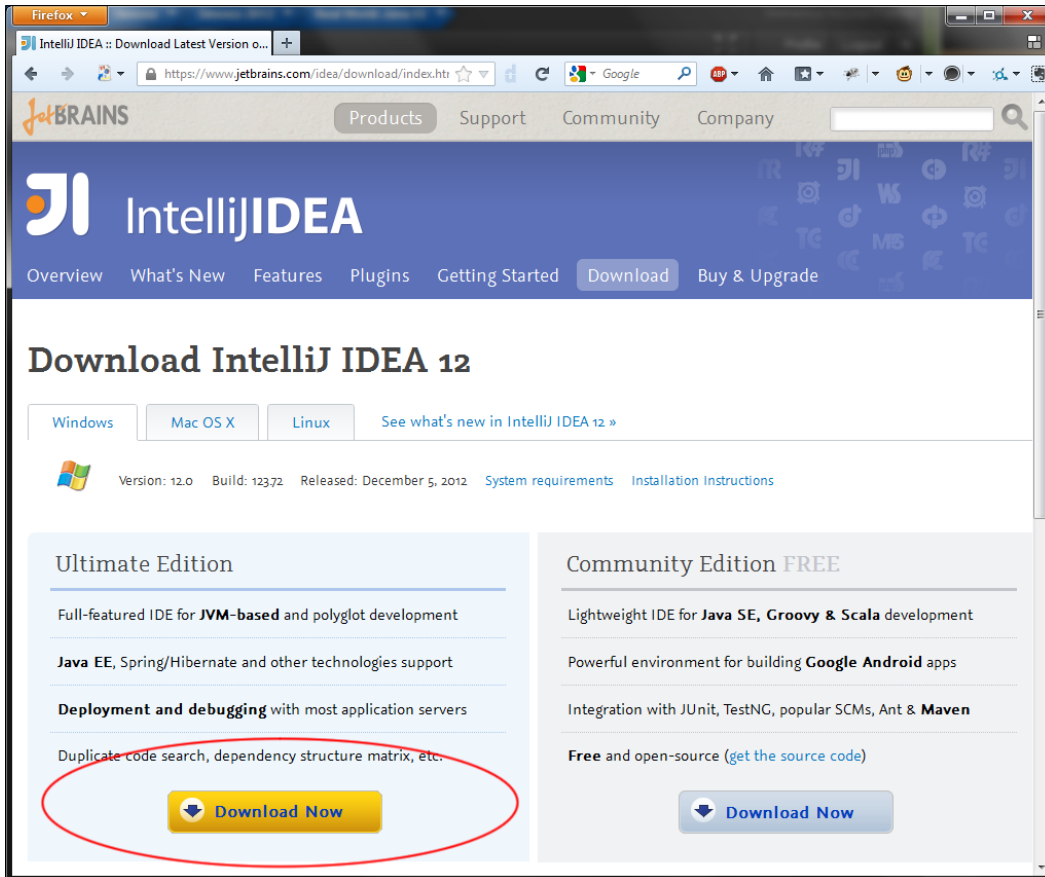 Firefox
IntelliJ IDEA :: Download Latest Version o...
https://www.jetbrains.com/idea/download/index.htm
Google
ABP
JetBRAINS
Products Support Community Company
IntelliJIDEA
Overview What's New Features Plugins Getting Started Download Buy & Upgrade
Download IntelliJ IDEA 12
Windows Mac OS X Linux See what's new in IntelliJ IDEA 12 »
Version: 12.0 Build: 123.72 Released: December 5, 2012 System requirements Installation Instructions
Ultimate Edition
Full-featured IDE for JVM-based and polyglot development
Java EE, Spring/Hibernate and other technologies support
Deployment and debugging with most application servers
Duplicate code search, dependency structure matrix, etc.
Download Now
Community Edition FREE
Lightweight IDE for Java SE, Groovy & Scala development
Powerful environment for building Google Android apps
Integration with JUnit, TestNG, popular SCMs, Ant & Maven
Free and open-source (get the source code)
Download Now